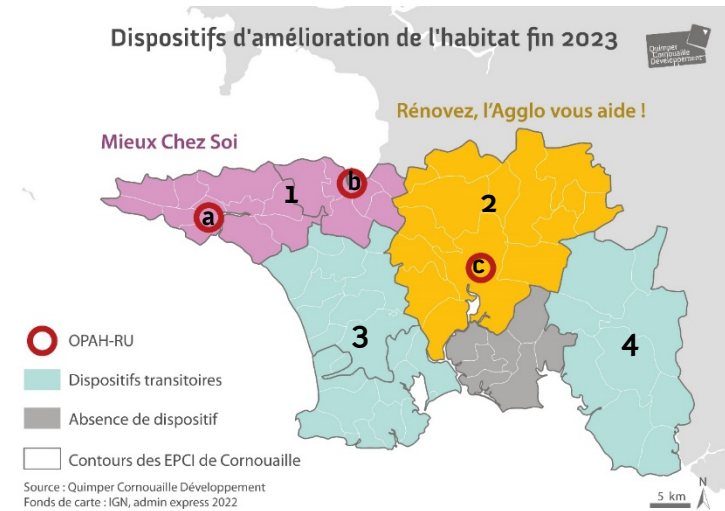 Dispositifs d'amélioration de l'habitat fin 2023
Quimper
Cornouaille
Développement
Rénovez, l'Agglo vous aide !
Mieux Chez Soi
b
1
2
a
c
3
4
OPAH-RU
Dispositifs transitoires
Absence de dispositif
Contours des EPCI de Cornouaille
Source : Quimper Cornouaille Développement
Fonds de carte : IGN, admin express 2022
5 km
N